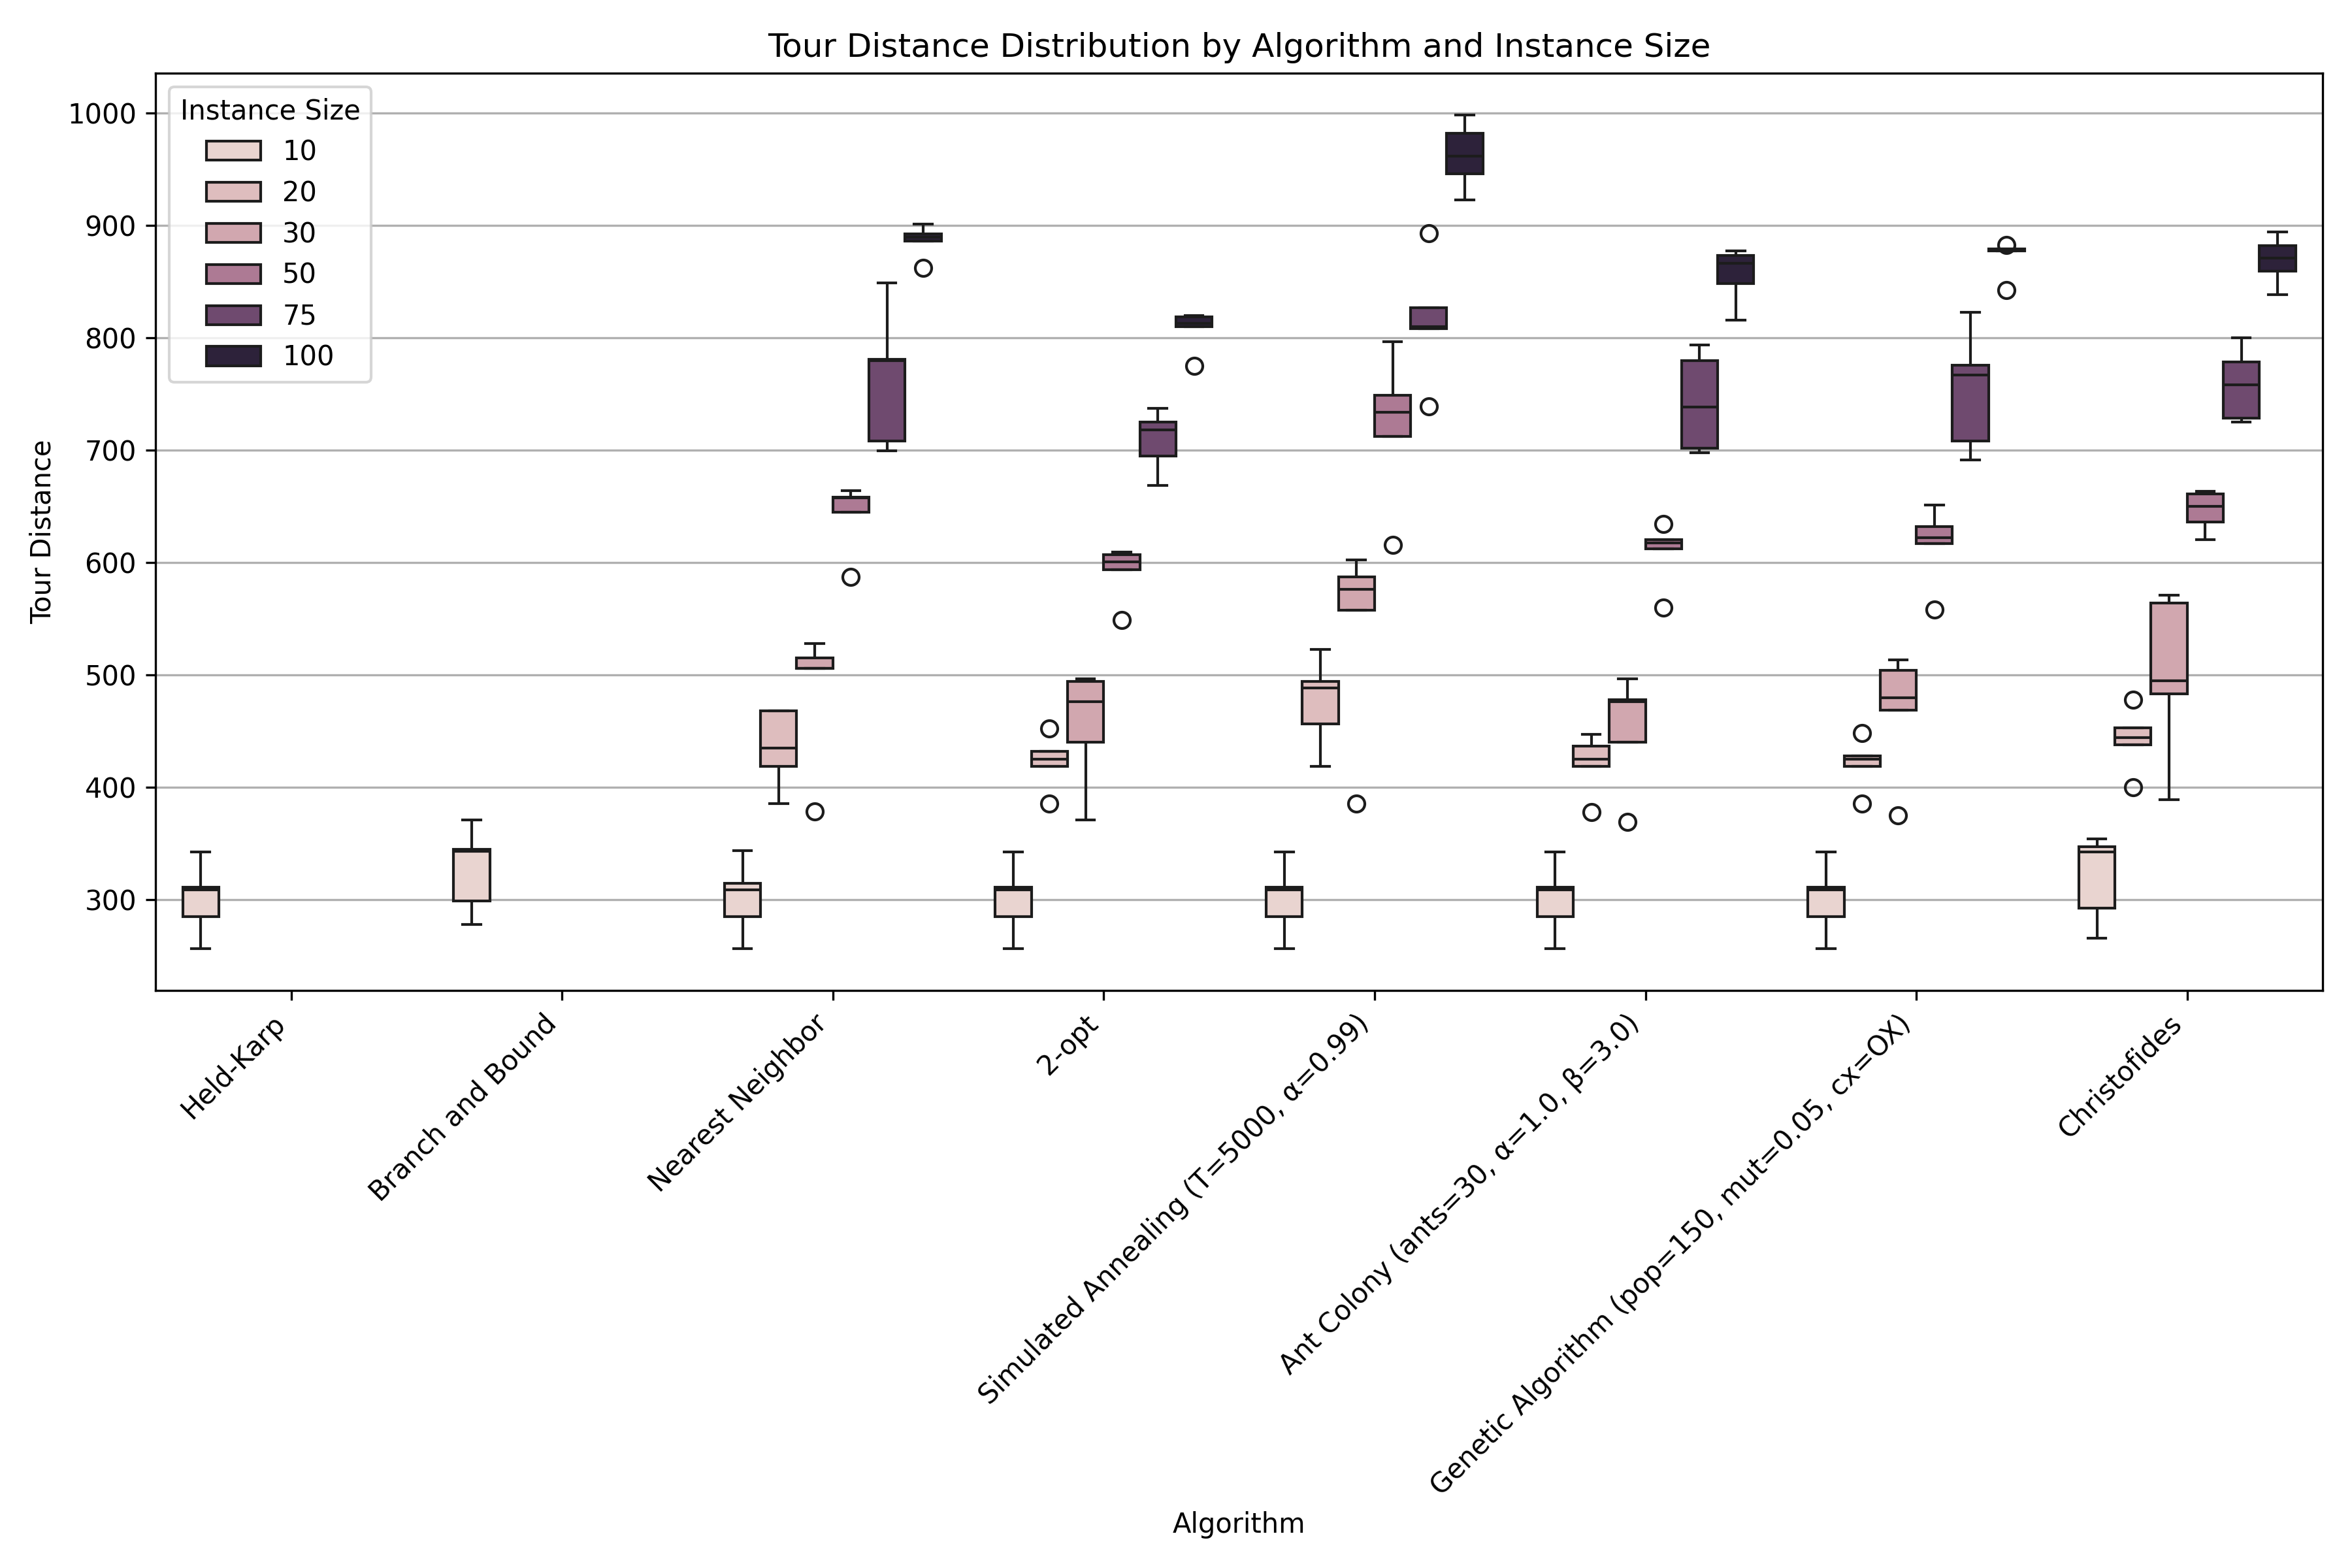 Tour Distance Distribution by Algorithm and Instance Size
Instance Size
10
20
30
50
75
100
Tour Distance
1000
900
800
700
600
500
400
300
Held-Karp
Branch and Bound
Nearest Neighbor
2-opt
Simulated Annealing (T=5000, α=0.99)
Ant Colony (ants=30, α=1.0, β=3.0)
Genetic Algorithm (pop=150, mut=0.05, cx=OX)
Christofides
Algorithm